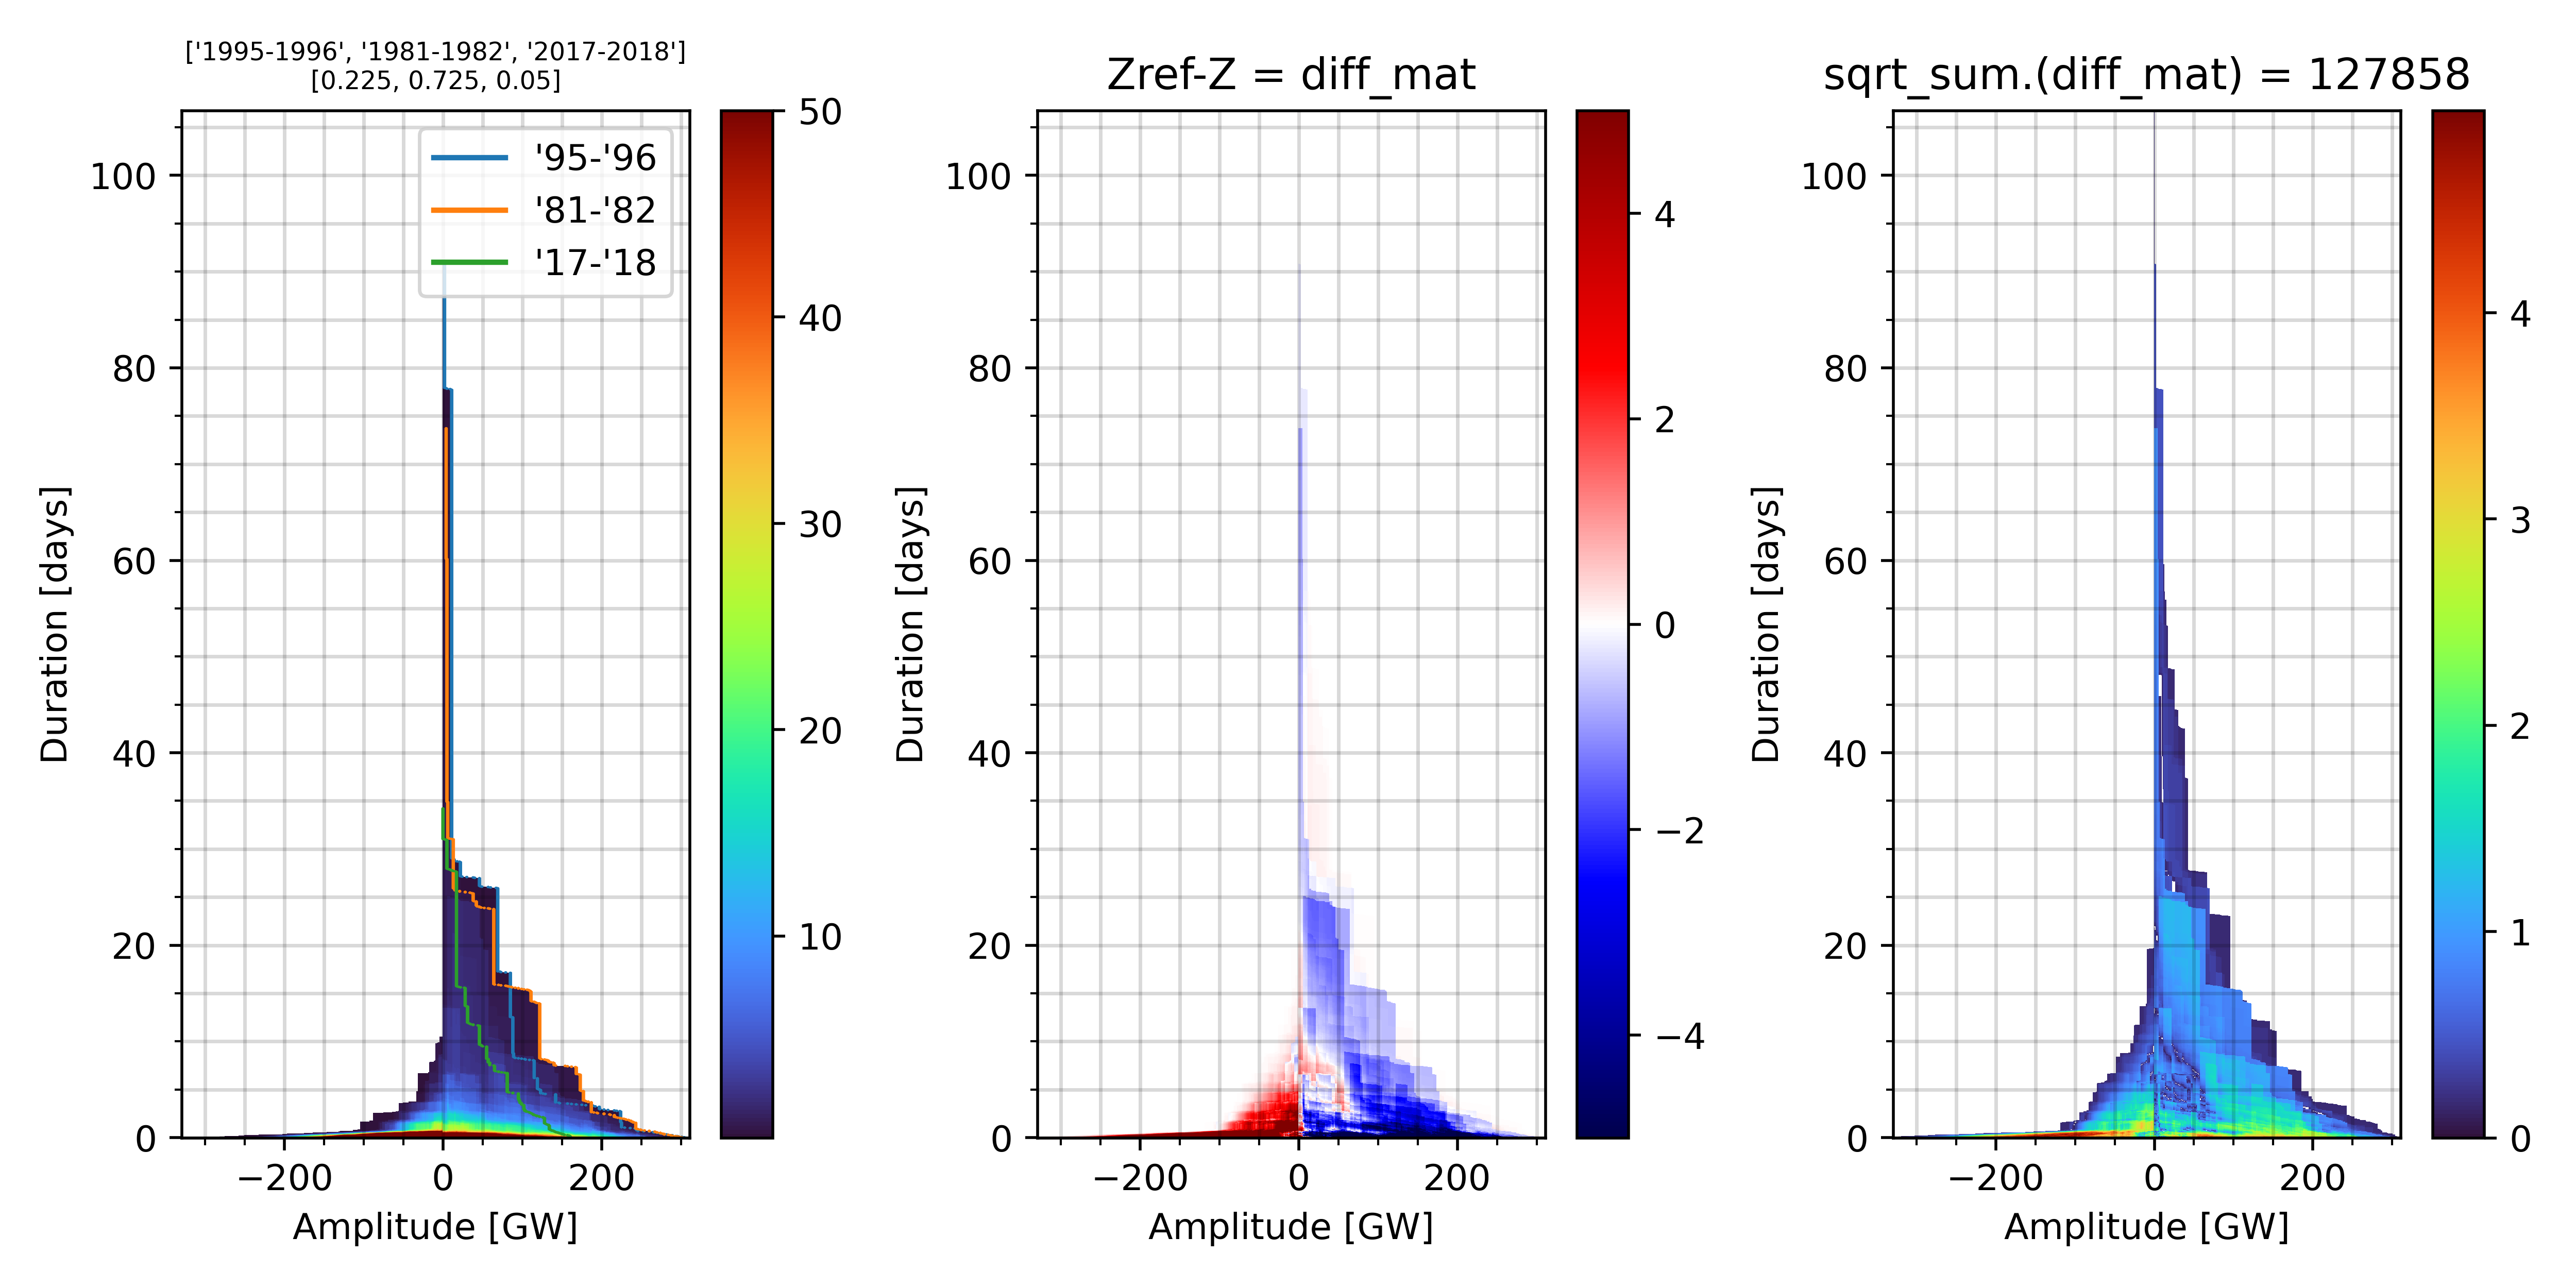 ['1995-1996', '1981-1982', '2017-2018']
[0.225, 0.725, 0.05]
'95-'96
'81-'82
'17-'18
100
80
60
40
20
0
Duration [days]
−200 0 200
Amplitude [GW]
50
40
30
20
10
Zref-Z = diff_mat
100
80
60
40
20
0
Duration [days]
−200 0 200
Amplitude [GW]
4
2
0
−2
−4
sqrt_sum.(diff_mat) = 127858
100
80
60
40
20
0
Duration [days]
−200 0 200
Amplitude [GW]
4
3
2
1
0